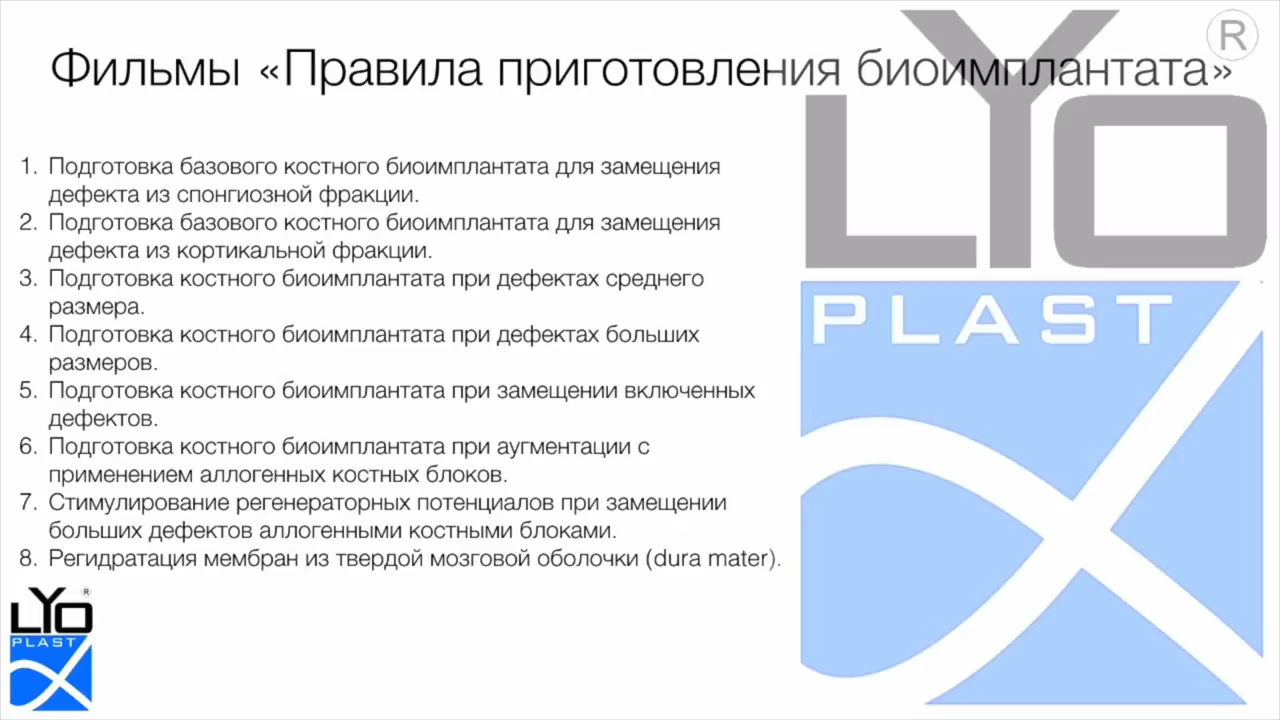 Фильмы «Правила приготовления биоимплантата»
1. Подготовка базового костного биоимплантата для замещения
дефекта из спонгиозной фракции.
2. Подготовка базового костного биоимплантата для замещения
дефекта из кортикальной фракции.
3. Подготовка костного биоимплантата при дефектах среднего
размера.
4. Подготовка костного биоимплантата при дефектах больших
размеров.
5. Подготовка костного биоимплантата при замещении включенных
дефектов.
6. Подготовка костного биоимплантата при аугментации с
применением аллогенных костных блоков.
7. Стимулирование регенераторных потенциалов при замещении
больших дефектов аллогенными костными блоками.
8. Регидратация мембран из твердой мозговой оболочки (dura mater).
LYO ®
PLAST
LYO ®
PLAST